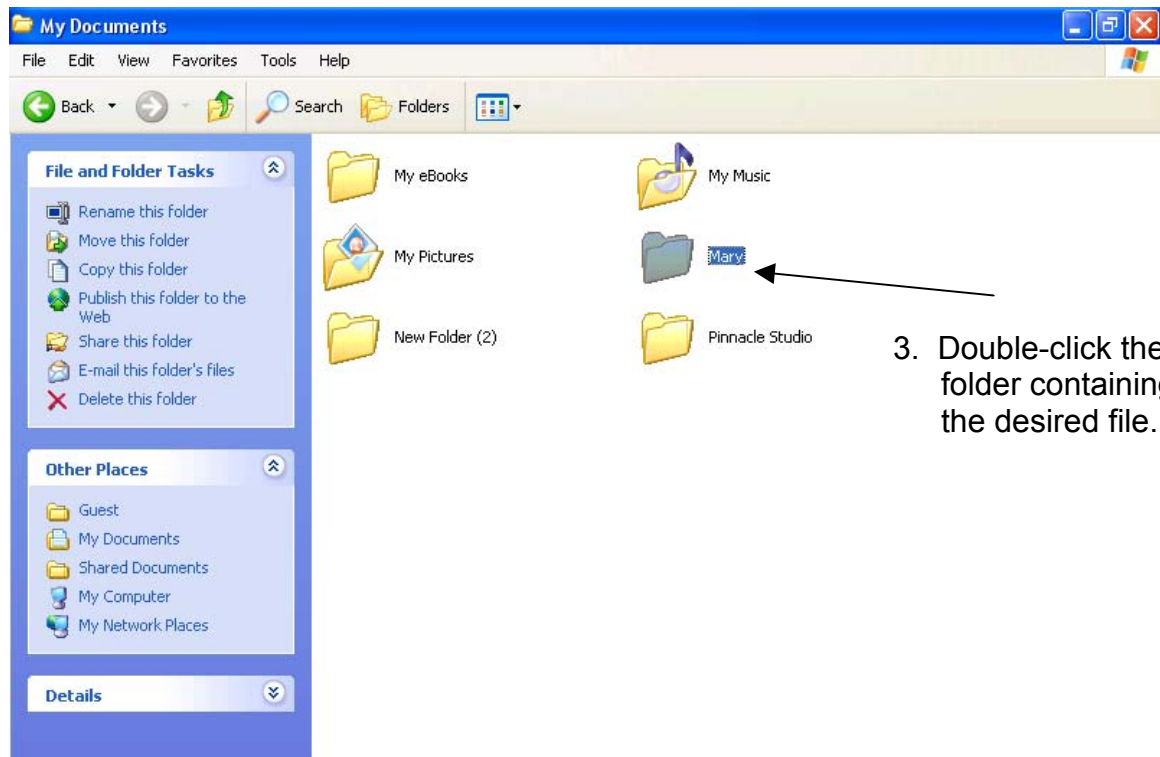 My Documents
File Edit View Favorites Tools Help
Back Search Folders
File and Folder Tasks
Rename this folder
Move this folder
Copy this folder
Publish this folder to the
Web
Share this folder
E-mail this folder's files
Delete this folder
Other Places
Guest
My Documents
Shared Documents
My Computer
My Network Places
Details
My eBooks
My Music
My Pictures
Mary
New Folder (2)
Pinnacle Studio
3. Double-click the
folder containing
the desired file.